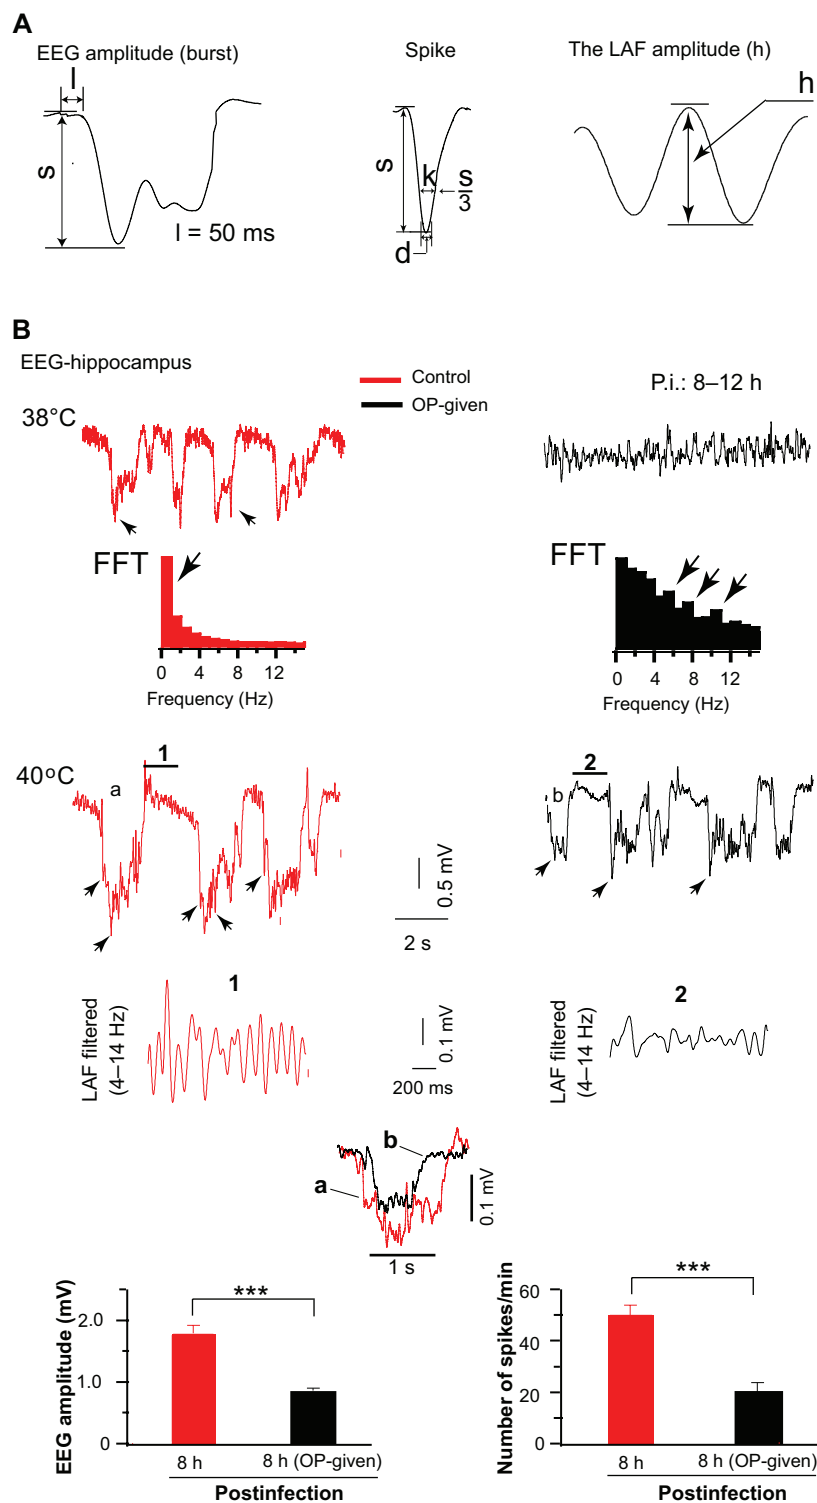 A
EEG amplitude (burst)
Spike
The LAF amplitude (h)
l
h
s
s
k
s
3
d
l = 50 ms
B
EEG-hippocampus
Control
OP-given
P.i.: 8–12 h
38°C
FFT
FFT
0 4 8 12
Frequency (Hz)
0 4 8 12
Frequency (Hz)
40°C
a
1
2
b
0.5 mV
2 s
1
2
LAF filtered
(4–14 Hz)
0.1 mV
200 ms
LAF filtered
(4–14 Hz)
b
a
0.1 mV
1 s
EEG amplitude (mV)
2.0
1.0
0
***
8 h
8 h (OP-given)
Postinfection
Number of spikes/min
60
40
20
0
***
8 h
8 h (OP-given)
Postinfection